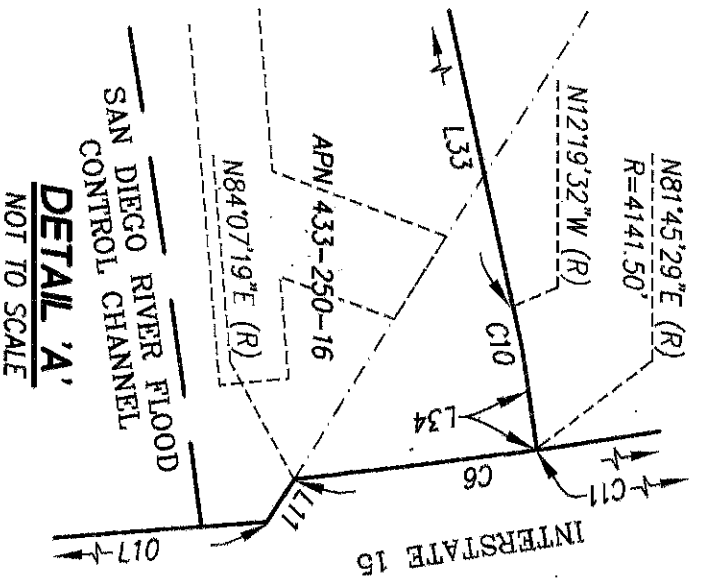 N81°45'29"E (R)
R=4141.50'
N12°19'32"W (R)
L33
C10
L34
C11
C6
INTERSTATE 15
APN 433-250-16
N84°07'19"E (R)
L11
L10
SAN DIEGO RIVER FLOOD
CONTROL CHANNEL
DETAIL 'A'
NOT TO SCALE